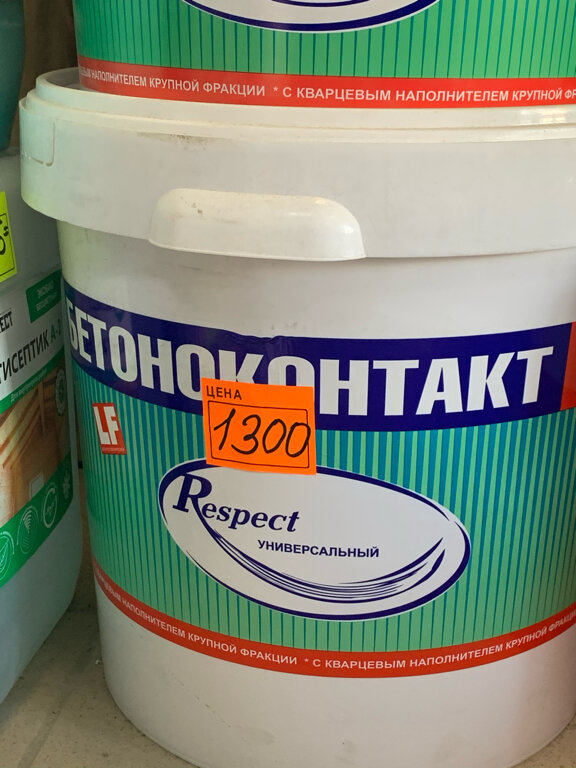 НАПОЛНИТЕЛЕМ КРУПНОЙ ФРАКЦИИ * С КВАРЦЕВЫМ НАПОЛНИТЕЛЕМ КРУПНОЙ
БЕТОНОКОНТАКТ
ЦЕНА
1300
LF
Respect
УНИВЕРСАЛЬНЫЙ
КВАРЦЕВЫМ НАПОЛНИТЕЛЕМ КРУПНОЙ ФРАКЦИИ * С КВАРЦЕВЫМ НАПОЛНИТЕЛЕМ КРУПНОЙ ФРАКЦИИ